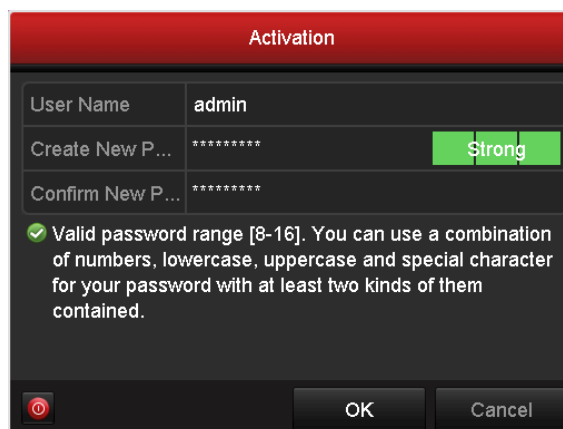 Activation
User Name admin
Create New P... ********* Strong
Confirm New P... *********
Valid password range [8-16]. You can use a combination
of numbers, lowercase, uppercase and special character
for your password with at least two kinds of them
contained.
OK Cancel